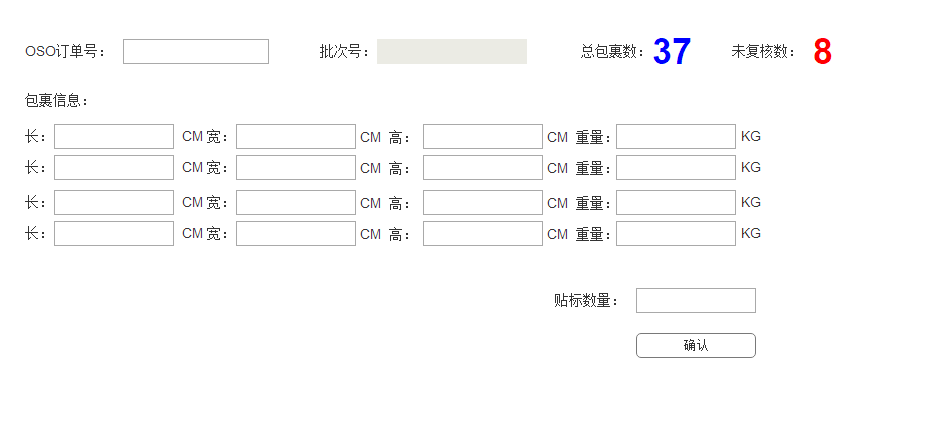 OSO订单号： 批次号： 总包裹数： 37 未复核数： 8
包裹信息：
长： CM 宽： CM 高： CM 重量： KG
长： CM 宽： CM 高： CM 重量： KG
长： CM 宽： CM 高： CM 重量： KG
长： CM 宽： CM 高： CM 重量： KG
贴标数量：
确认